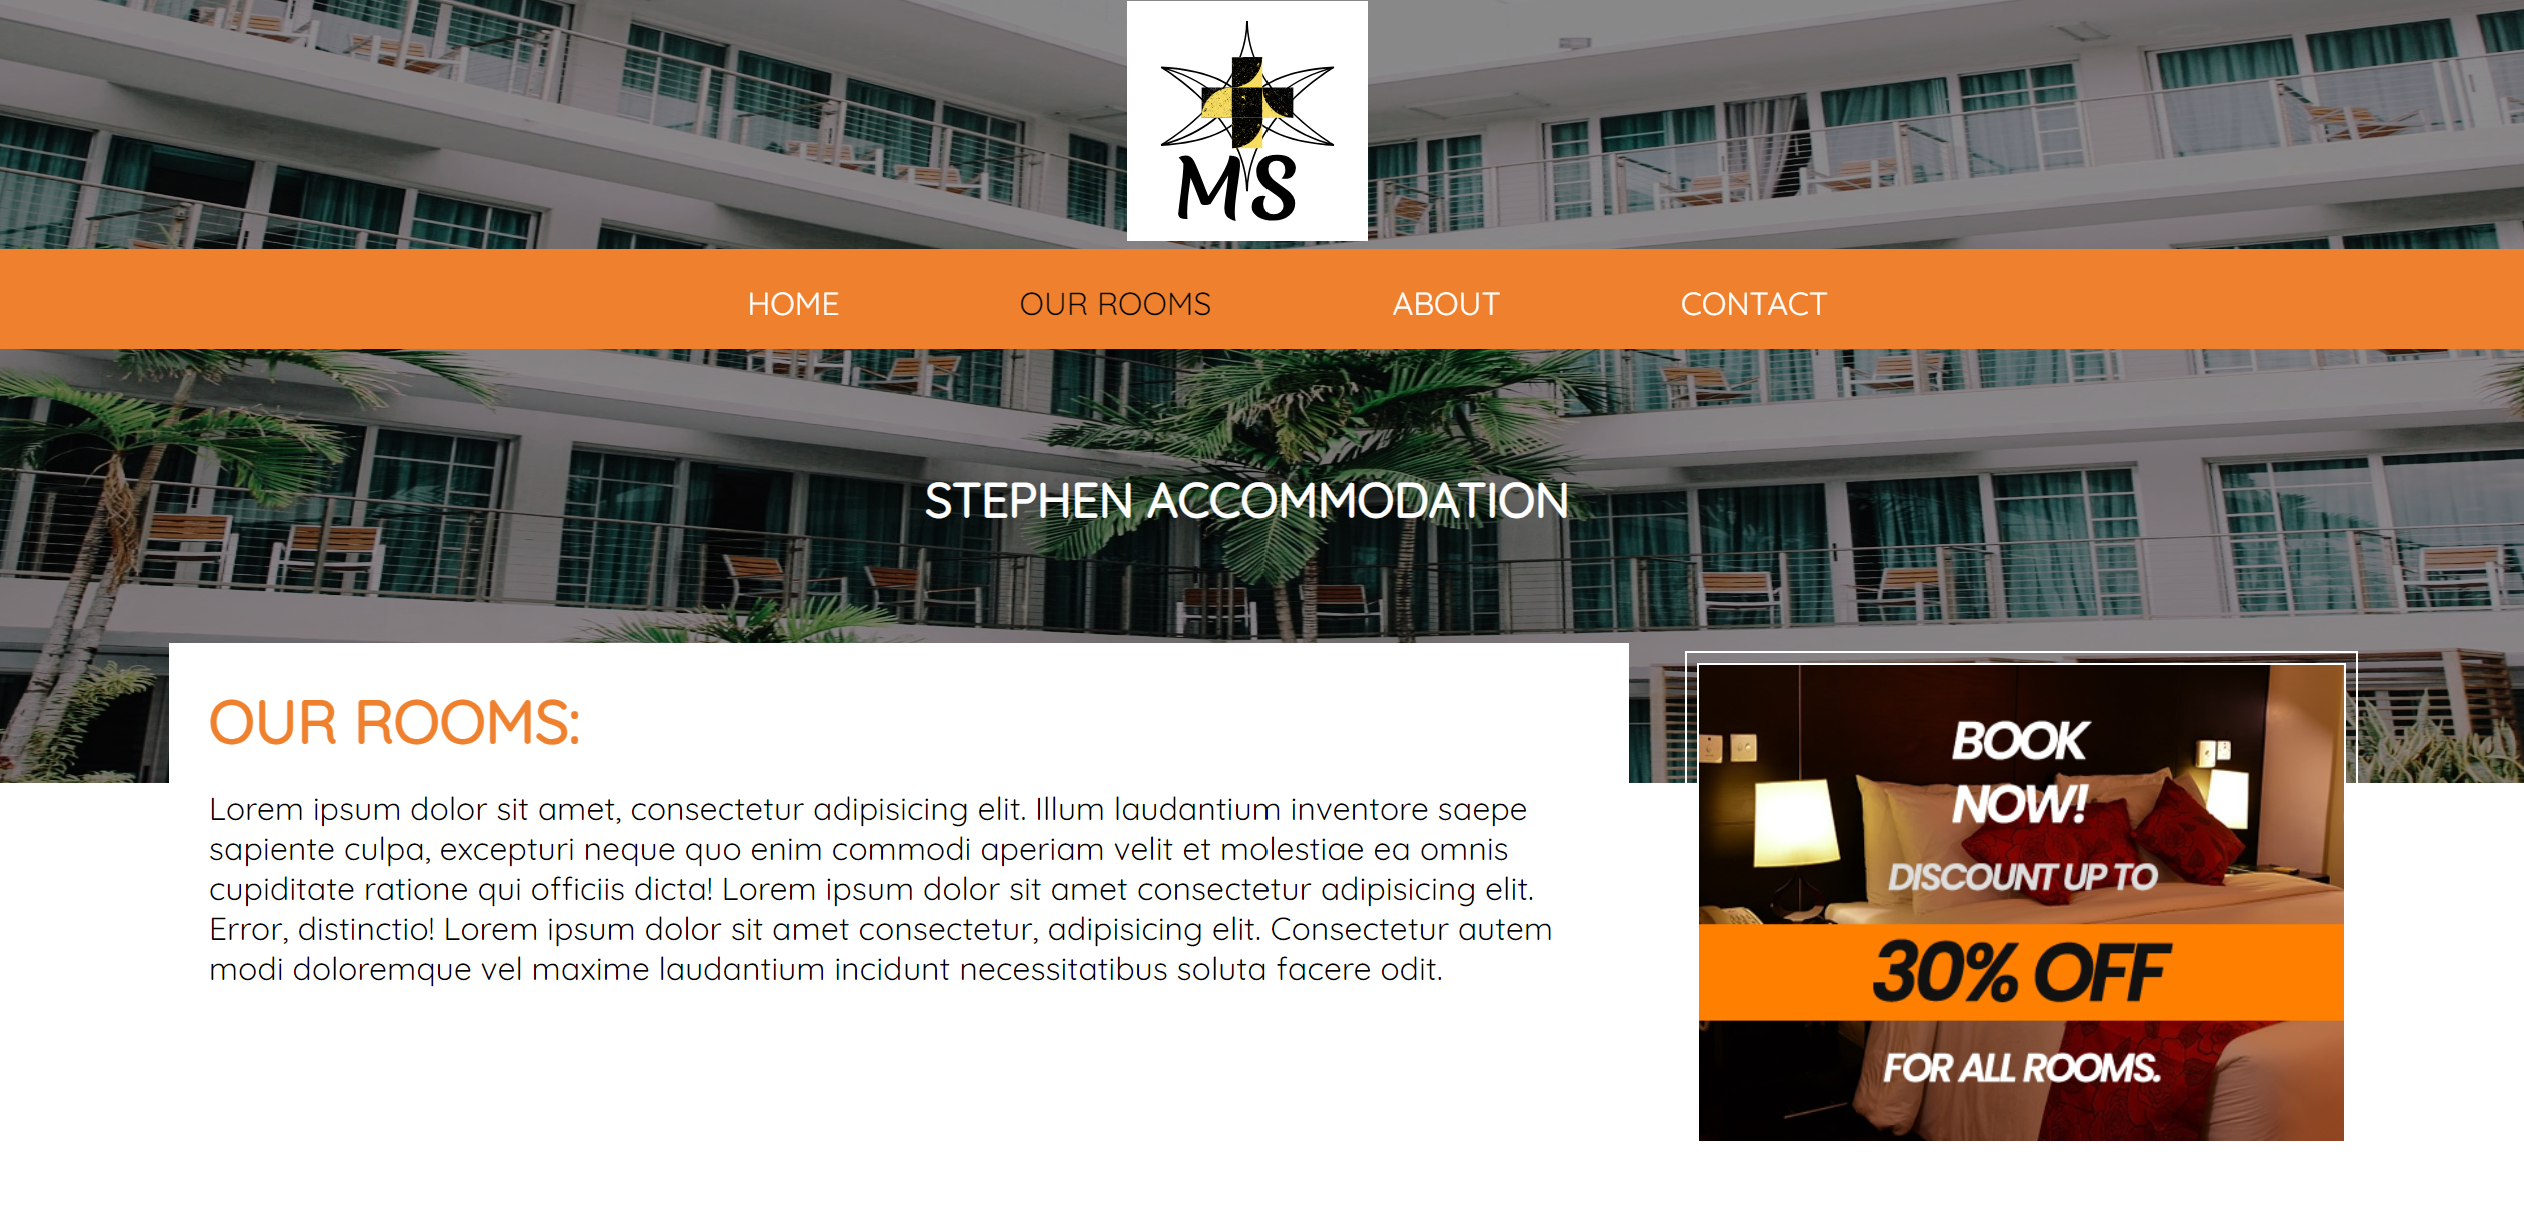 MS
HOME OUR ROOMS ABOUT CONTACT
STEPHEN ACCOMMODATION
OUR ROOMS:
Lorem ipsum dolor sit amet, consectetur adipisicing elit. Illum laudantium inventore saepe
sapiente culpa, excepturi neque quo enim commodi aperiam velit et molestiae ea omnis
cupiditate ratione qui officiis dicta! Lorem ipsum dolor sit amet consectetur adipisicing elit.
Error, distinctio! Lorem ipsum dolor sit amet consectetur, adipisicing elit. Consectetur autem
modi doloremque vel maxime laudantium incidunt necessitatibus soluta facere odit.
BOOK
NOW!
DISCOUNT UP TO
30% OFF
FOR ALL ROOMS.